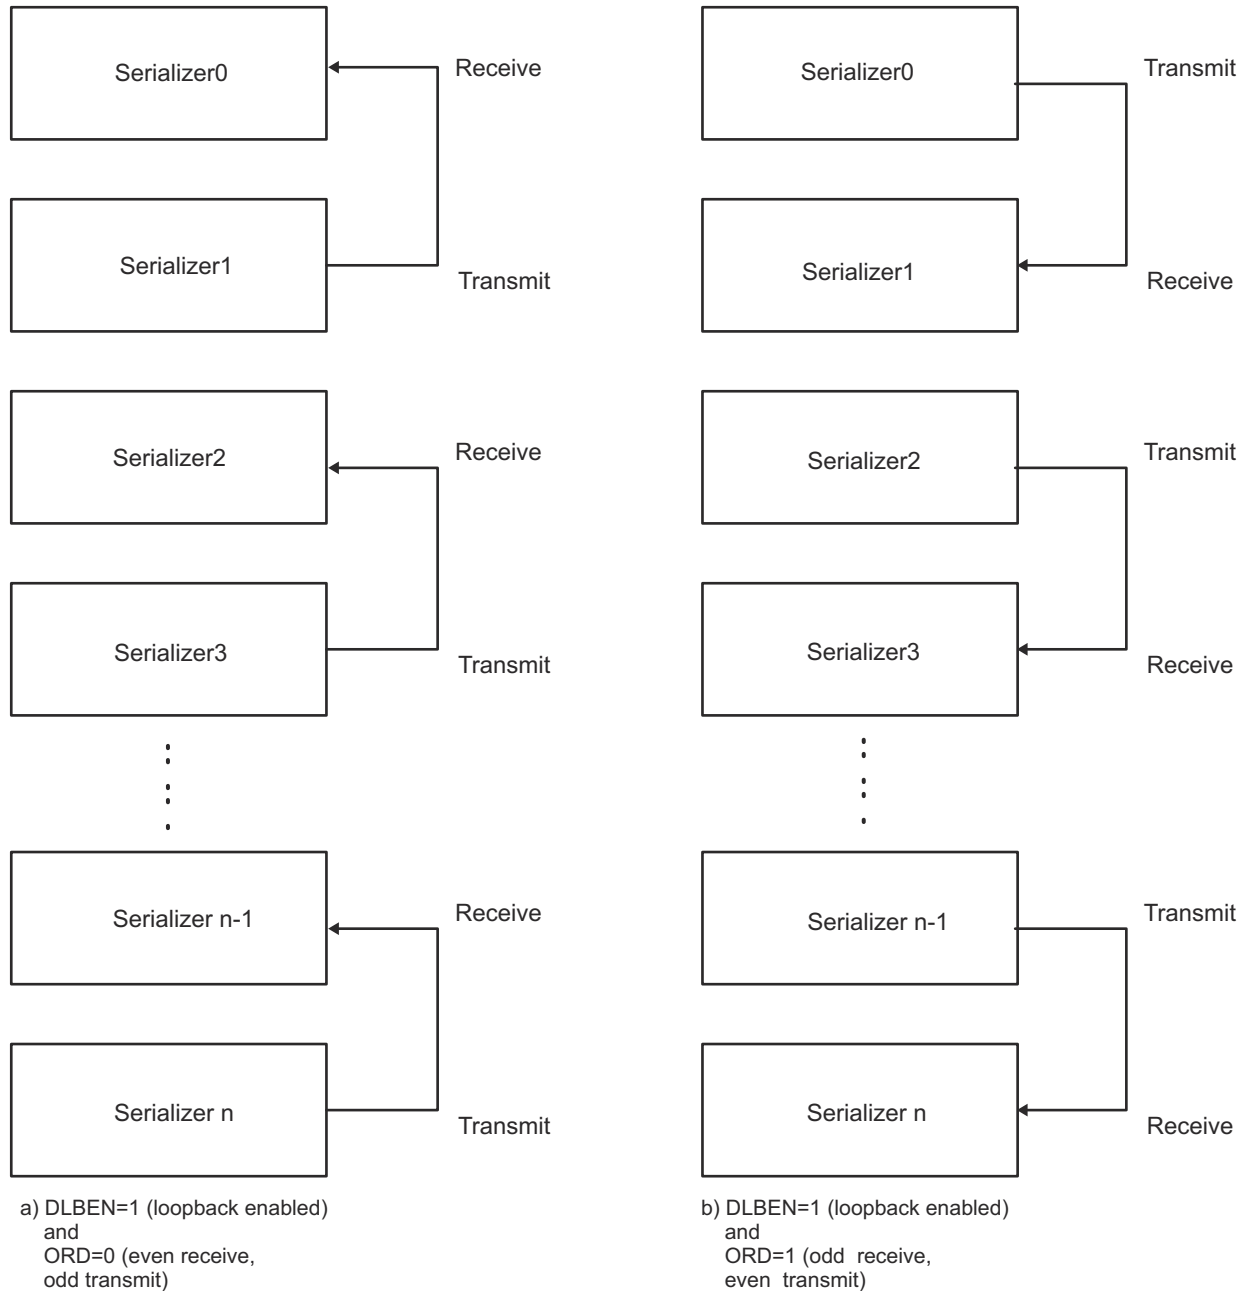 Serializer0
Receive
Serializer1
Transmit
Serializer2
Receive
Serializer3
Transmit
Serializer n-1
Receive
Serializer n
Transmit
a) DLBEN=1 (loopback enabled)
and
ORD=0 (even receive,
odd transmit)
Serializer0
Transmit
Serializer1
Receive
Serializer2
Transmit
Serializer3
Receive
Serializer n-1
Transmit
Serializer n
Receive
b) DLBEN=1 (loopback enabled)
and
ORD=1 (odd receive,
even transmit)